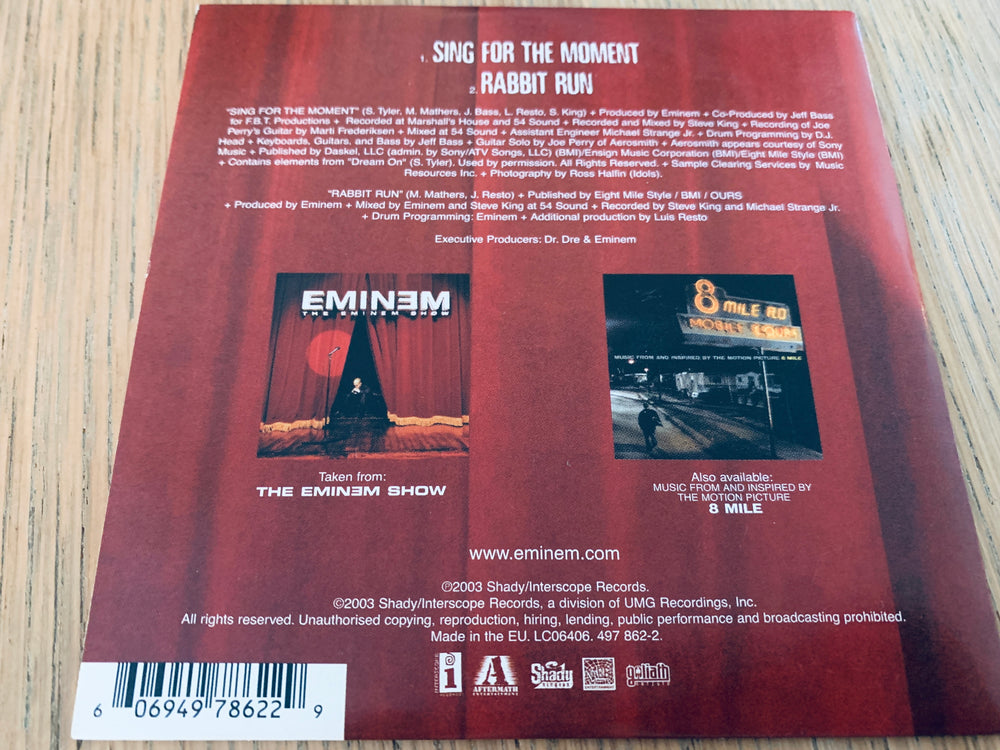 1. SING FOR THE MOMENT
2. RABBIT RUN
"SING FOR THE MOMENT" (S. Tyler, M. Mathers, J. Bass, L. Resto, S. King) + Produced by Eminem + Co-Produced by Jeff Bass
for F.B.T. Productions + Recorded at Marshall's House and 54 Sound + Recorded and Mixed by Steve King + Recording of Joe
Perry's Guitar by Marti Frederiksen + Mixed at 54 Sound + Assistant Engineer Michael Strange Jr. + Drum Programming by D.J.
Head + Keyboards, Guitars, and Bass by Jeff Bass + Guitar Solo by Joe Perry of Aerosmith + Aerosmith appears courtesy of Sony
Music + Published by Daskel, LLC (admin. by Sony/ATV Songs, LLC) (BMI)/Ensign Music Corporation (BMI)/Eight Mile Style (BMI)
+ Contains elements from "Dream On" (S. Tyler). Used by permission. All Rights Reserved. + Sample Clearing Services by Music
Resources Inc. + Photography by Ross Halfin (Idols).
"RABBIT RUN" (M. Mathers, J. Resto) + Published by Eight Mile Style / BMI / OURS
+ Produced by Eminem + Mixed by Eminem and Steve King at 54 Sound + Recorded by Steve King and Michael Strange Jr.
+ Drum Programming: Eminem + Additional production by Luis Resto
Executive Producers: Dr. Dre & Eminem
EMINƎM
THE EMINEM SHOW
8 MILE RD
MOBILE COURT
MUSIC FROM AND INSPIRED BY THE MOTION PICTURE 8 MILE
Taken from:
THE EMINƎM SHOW
Also available:
MUSIC FROM AND INSPIRED BY
THE MOTION PICTURE
8 MILE
www.eminem.com
℗2003 Shady/Interscope Records.
©2003 Shady/Interscope Records, a division of UMG Recordings, Inc.
All rights reserved. Unauthorised copying, reproduction, hiring, lending, public performance and broadcasting prohibited.
Made in the EU. LC06406. 497 862-2.
INTERSCOPE RECORDS
AFTERMATH
ENTERTAINMENT
Shady
RECORDS
ENTERTAINMENT
goliath
ARTISTS
6 06949 78622 9